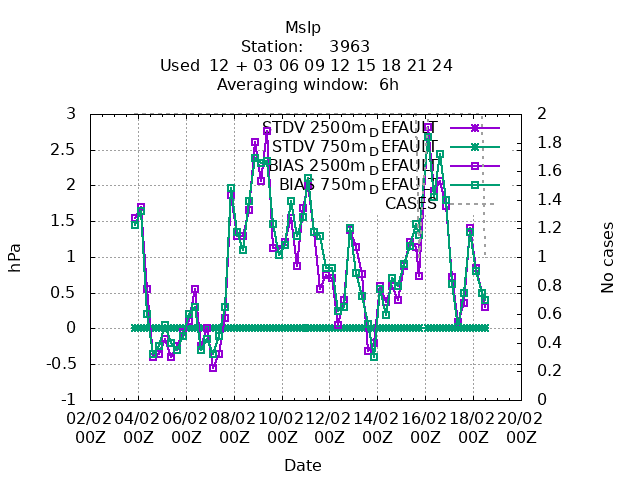 Mslp
Station: 3963
Used 12 + 03 06 09 12 15 18 21 24
Averaging window: 6h
STDV 2500m_DEFAULT
STDV 750m_DEFAULT
BIAS 2500m_DEFAULT
BIAS 750m_DEFAULT
CASES
3
2.5
2
1.5
1
0.5
0
-0.5
-1
hPa
2
1.8
1.6
1.4
1.2
1
0.8
0.6
0.4
0.2
0
No cases
02/02 04/02 06/02 08/02 10/02 12/02 14/02 16/02 18/02 20/02
00Z 00Z 00Z 00Z 00Z 00Z 00Z 00Z 00Z 00Z
Date